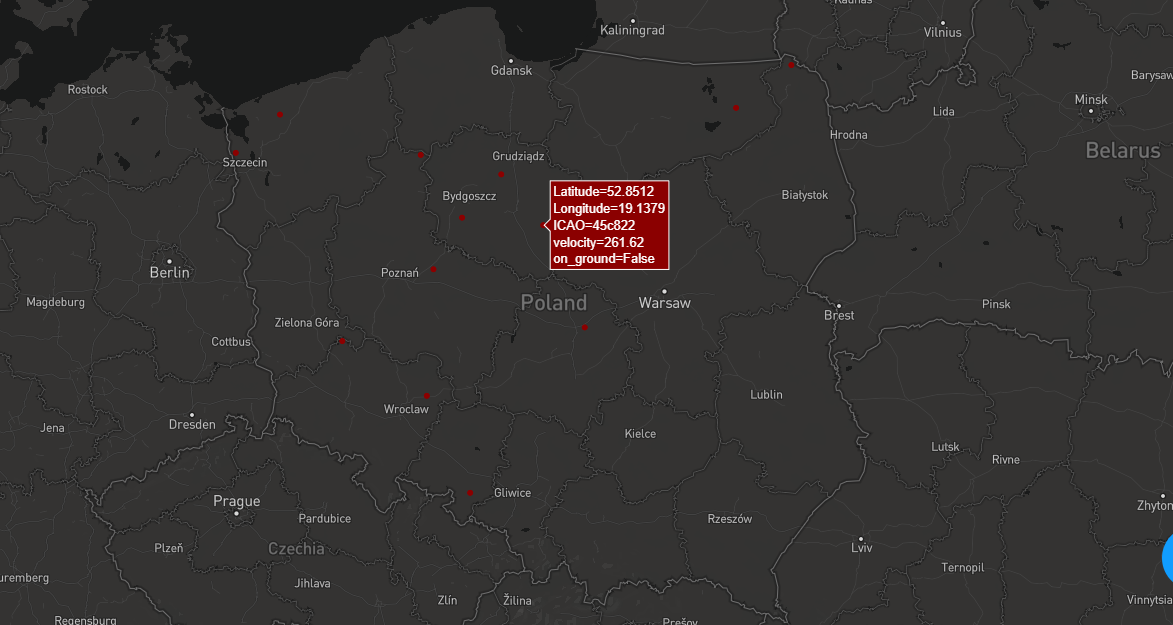 Kaliningrad
Vilnius
Gdansk
Rostock
Barysaw
Minsk
Lida
Hrodna
Belarus
Szczecin
Grudziądz
Bydgoszcz
Białystok
Latitude=52.8512
Longitude=19.1379
ICAO=45c822
velocity=261.62
on_ground=False
Berlin
Poznań
Magdeburg
Poland
Warsaw
Pinsk
Brest
Zielona Góra
Cottbus
Lublin
Wroclaw
Dresden
Jena
Kielce
Lutsk
Rivne
Gliwice
Prague
Zhyton
Pardubice
Rzeszów
Plzeň
Czechia
Lviv
Ternopil
uremberg
Jihlava
Zlín
Žilina
Vinnytsia
Regensburg
Prešov